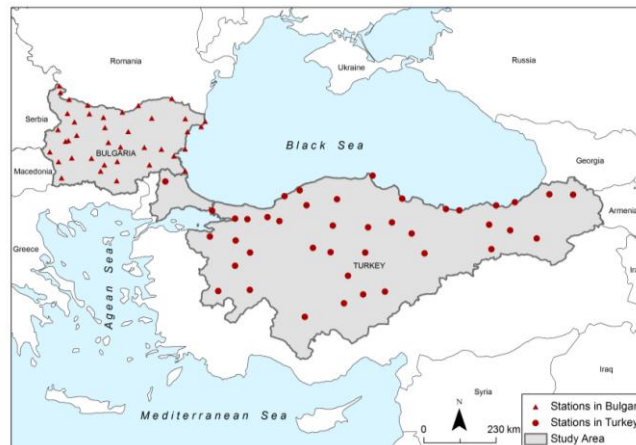 Romania
Ukraine
Russia
Serbia
BULGARIA
Black Sea
Macedonia
Georgia
Armenia
Greece
Agean Sea
TURKEY
Iraq
Syria
Mediterranean Sea
N
0 230 km
Stations in Bulgar
Stations in Turkey
Study Area